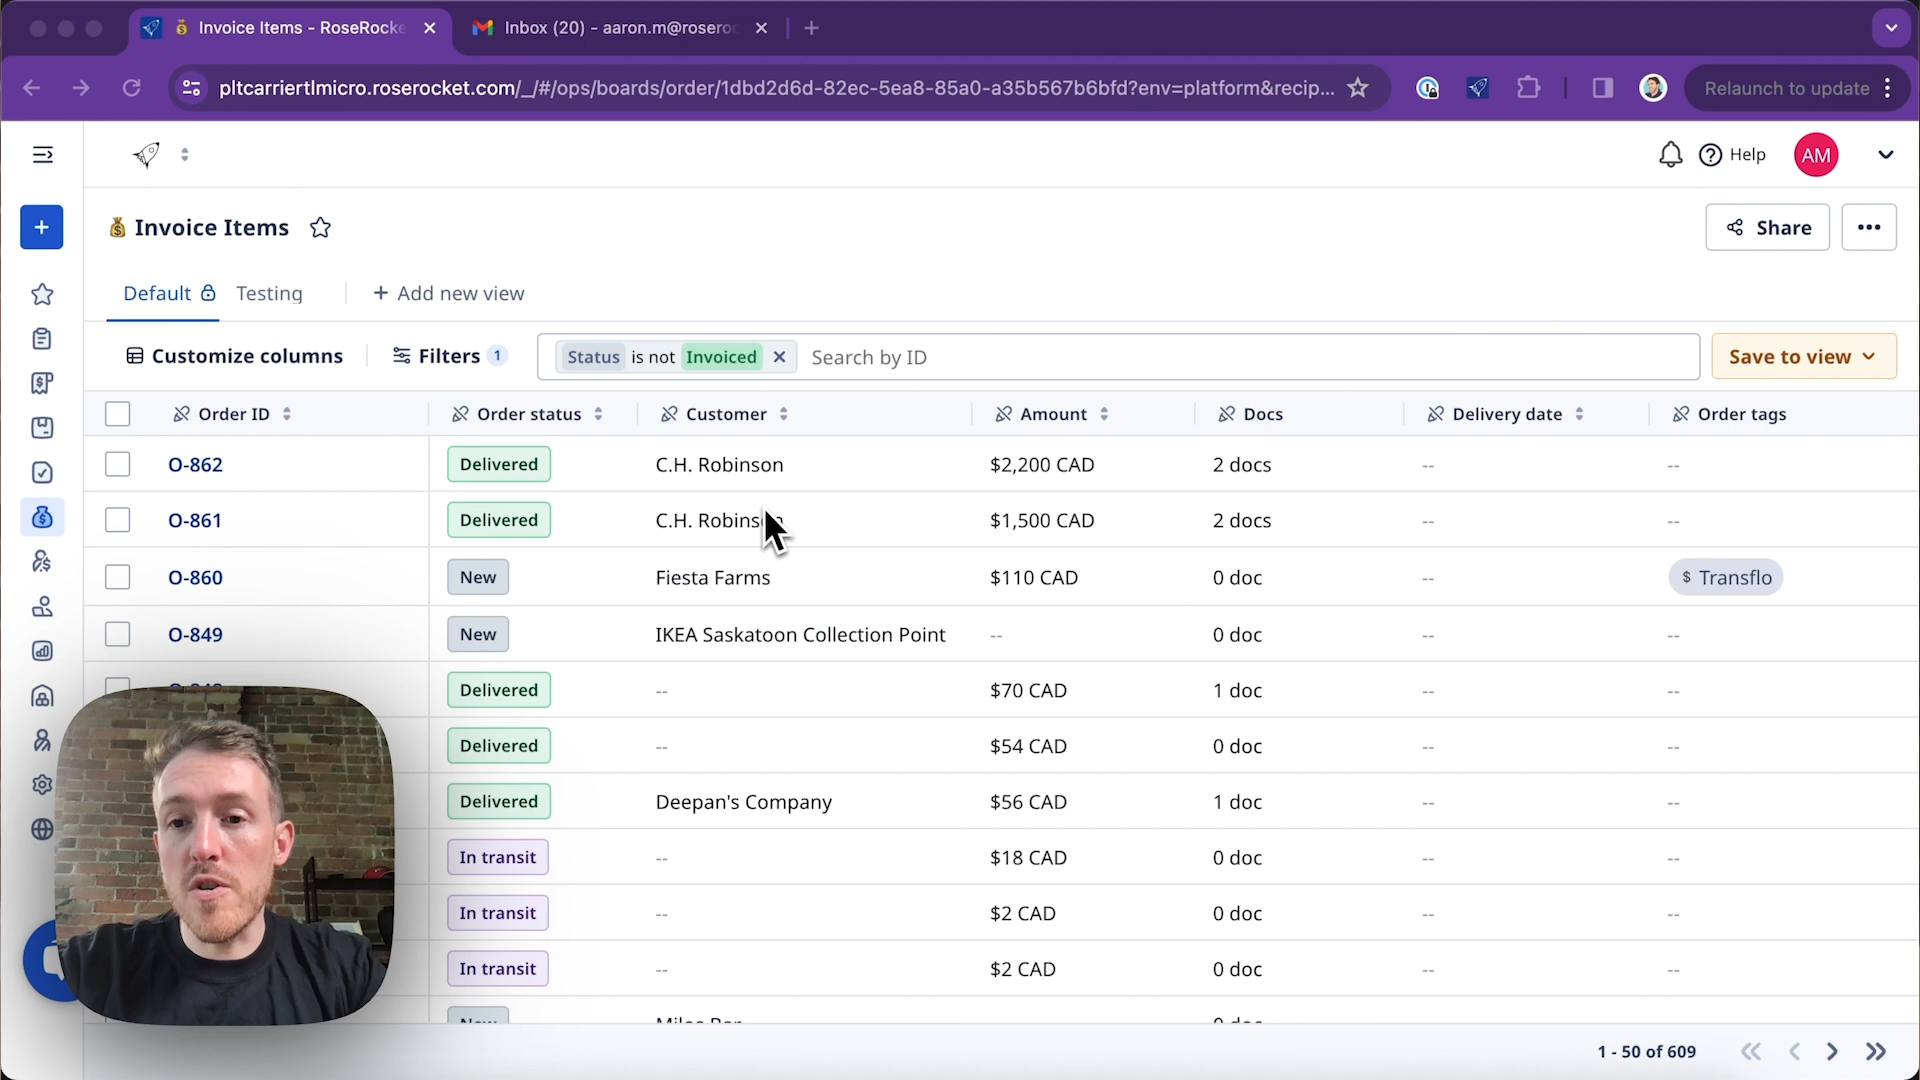 Invoice Items - RoseRocke
Inbox (20) - aaron.m@rosero
pltcarriertlmicro.roserocket.com/_/#/ops/boards/order/1dbd2d6d-82ec-5ea8-85a0-a35b567b6bfd?env=platform&recip...
Relaunch to update
Help
AM
Invoice Items
Share
Default
Testing
+ Add new view
Customize columns
Filters 1
Status is not Invoiced
Search by ID
Save to view
Order ID
Order status
Customer
Amount
Docs
Delivery date
Order tags
O-862 Delivered C.H. Robinson $2,200 CAD 2 docs -- --
O-861 Delivered C.H. Robinson $1,500 CAD 2 docs -- --
O-860 New Fiesta Farms $110 CAD 0 doc -- $ Transflo
O-849 New IKEA Saskatoon Collection Point -- 0 doc -- --
Delivered -- $70 CAD 1 doc -- --
Delivered -- $54 CAD 0 doc -- --
Delivered Deepan's Company $56 CAD 1 doc -- --
In transit -- $18 CAD 0 doc -- --
In transit -- $2 CAD 0 doc -- --
In transit -- $2 CAD 0 doc -- --
New 0 doc
1 - 50 of 609